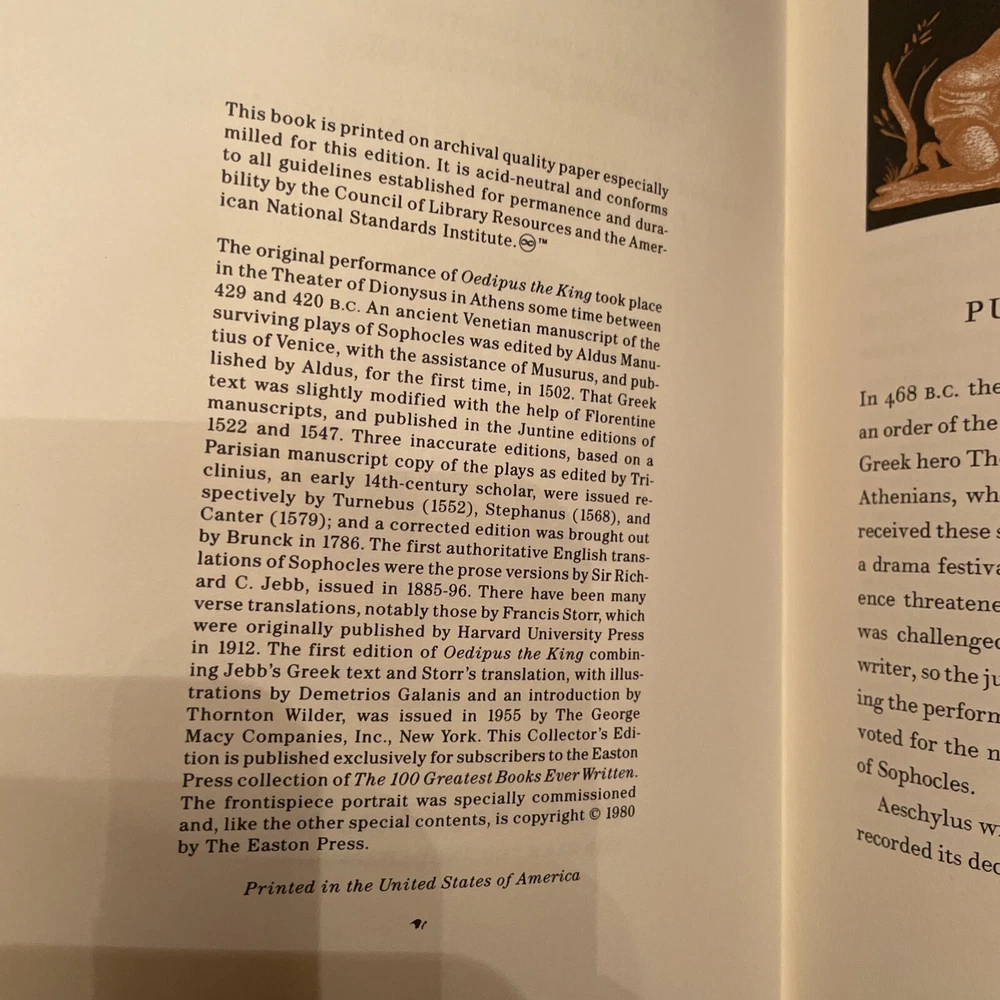 This book is printed on archival quality paper especially
milled for this edition. It is acid-neutral and conforms
to all guidelines established for permanence and dura-
bility by the Council of Library Resources and the Amer-
ican National Standards Institute.♾™
The original performance of Oedipus the King took place
in the Theater of Dionysus in Athens some time between
429 and 420 B.C. An ancient Venetian manuscript of the
surviving plays of Sophocles was edited by Aldus Manu-
tius of Venice, with the assistance of Musurus, and pub-
lished by Aldus, for the first time, in 1502. That Greek
text was slightly modified with the help of Florentine
manuscripts, and published in the Juntine editions of
1522 and 1547. Three inaccurate editions, based on a
Parisian manuscript copy of the plays as edited by Tri-
clinius, an early 14th-century scholar, were issued re-
spectively by Turnebus (1552), Stephanus (1568), and
Canter (1579); and a corrected edition was brought out
by Brunck in 1786. The first authoritative English trans-
lations of Sophocles were the prose versions by Sir Rich-
ard C. Jebb, issued in 1885-96. There have been many
verse translations, notably those by Francis Storr, which
were originally published by Harvard University Press
in 1912. The first edition of Oedipus the King combin-
ing Jebb's Greek text and Storr's translation, with illus-
trations by Demetrios Galanis and an introduction by
Thornton Wilder, was issued in 1955 by The George
Macy Companies, Inc., New York. This Collector's Edi-
tion is published exclusively for subscribers to the Easton
Press collection of The 100 Greatest Books Ever Written.
The frontispiece portrait was specially commissioned
and, like the other special contents, is copyright © 1980
by The Easton Press.
Printed in the United States of America
PU
In 468 B.C. the
an order of the
Greek hero Th
Athenians, wh
received these s
a drama festiva
ence threatene
was challenged
writer, so the ju
ing the perform
voted for the n
of Sophocles.
Aeschylus w
recorded its dec